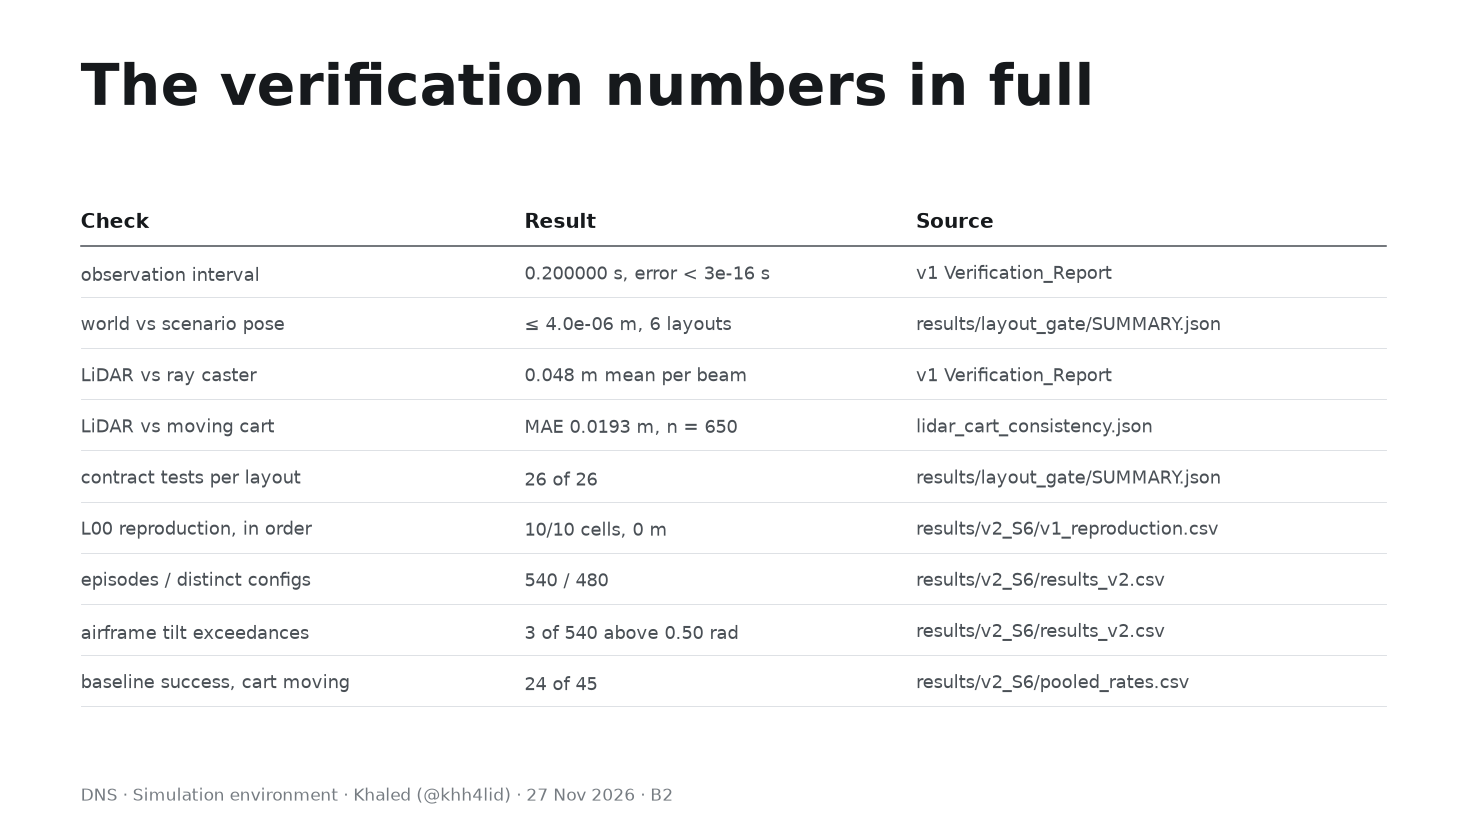 The verification numbers in full
Check Result Source
observation interval 0.200000 s, error < 3e-16 s v1 Verification_Report
world vs scenario pose ≤ 4.0e-06 m, 6 layouts results/layout_gate/SUMMARY.json
LiDAR vs ray caster 0.048 m mean per beam v1 Verification_Report
LiDAR vs moving cart MAE 0.0193 m, n = 650 lidar_cart_consistency.json
contract tests per layout 26 of 26 results/layout_gate/SUMMARY.json
L00 reproduction, in order 10/10 cells, 0 m results/v2_S6/v1_reproduction.csv
episodes / distinct configs 540 / 480 results/v2_S6/results_v2.csv
airframe tilt exceedances 3 of 540 above 0.50 rad results/v2_S6/results_v2.csv
baseline success, cart moving 24 of 45 results/v2_S6/pooled_rates.csv
DNS · Simulation environment · Khaled (@khh4lid) · 27 Nov 2026 · B2